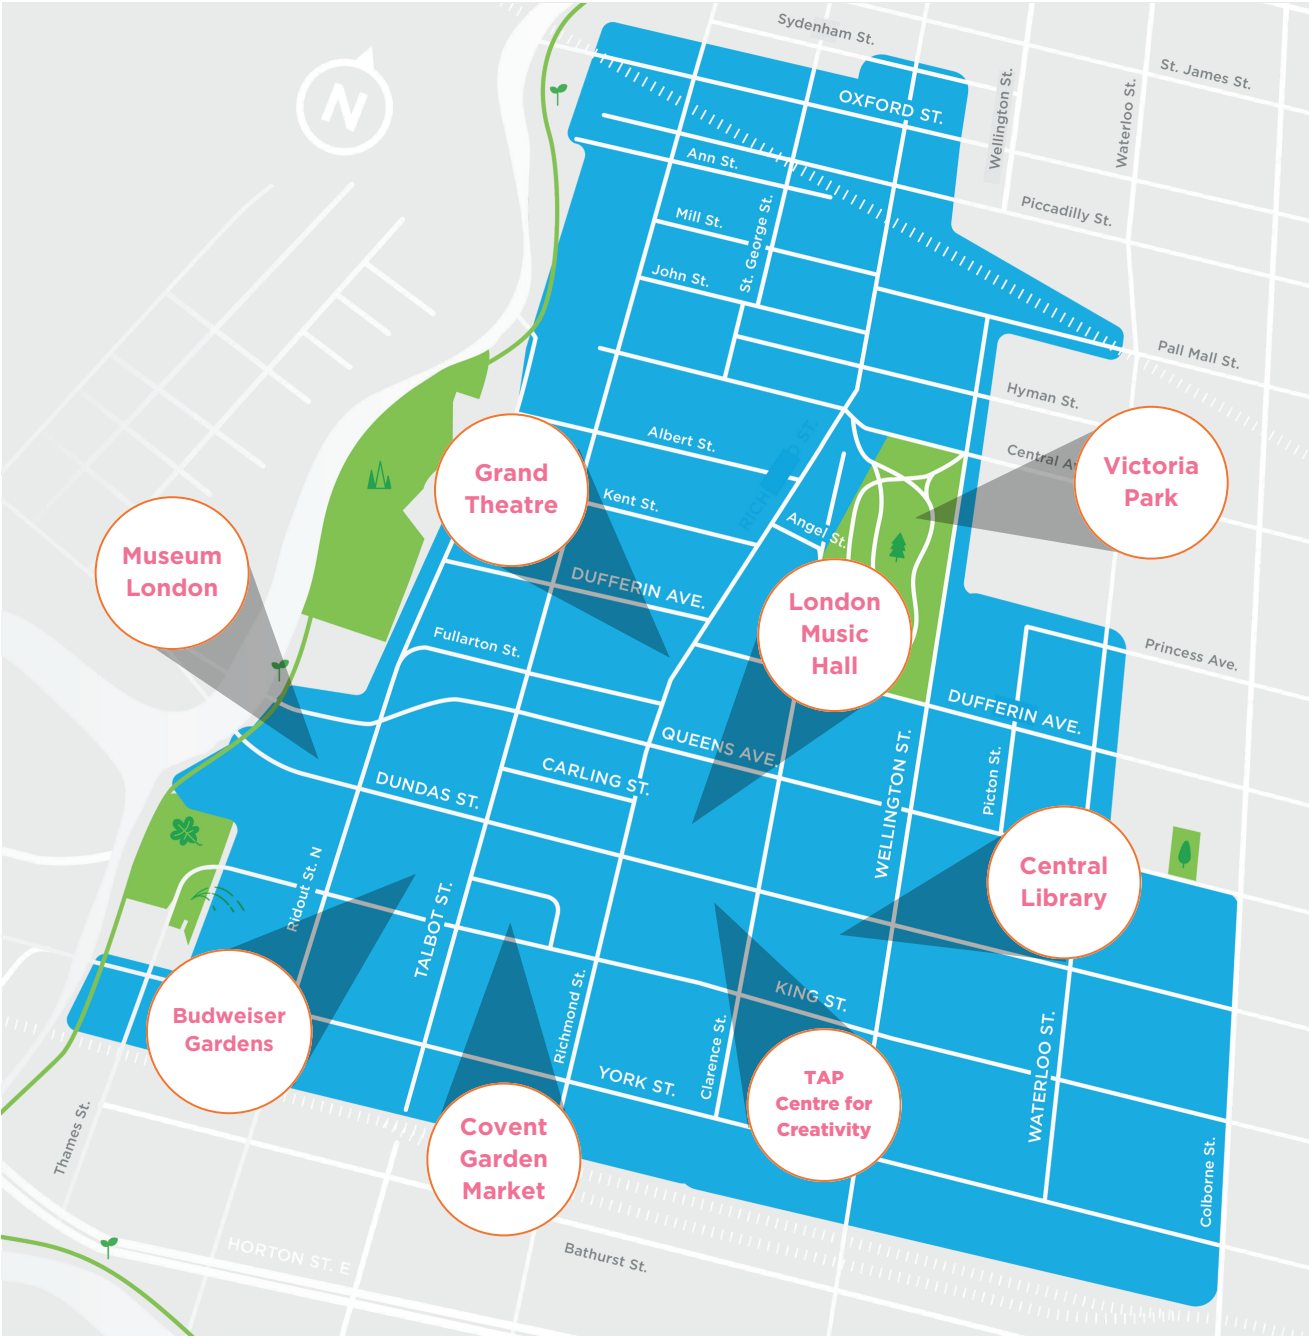 Sydenham St.
St. James St.
N
OXFORD ST.
Wellington St.
Waterloo St.
Ann St.
Piccadilly St.
Mill St.
St. George St.
John St.
Pall Mall St.
Hyman St.
Albert St.
RICHMOND ST.
Central Av
Victoria
Park
Grand
Theatre
Kent St.
Angel St.
Museum
London
DUFFERIN AVE.
London
Music
Hall
Fullarton St.
Princess Ave.
DUFFERIN AVE.
QUEENS AVE.
CARLING ST.
DUNDAS ST.
WELLINGTON ST.
Picton St.
Central
Library
Ridout St. N
TALBOT ST.
KING ST.
Richmond St.
Clarence St.
Budweiser
Gardens
YORK ST.
TAP
Centre for
Creativity
WATERLOO ST.
Covent
Garden
Market
Thames St.
Colborne St.
HORTON ST. E
Bathurst St.